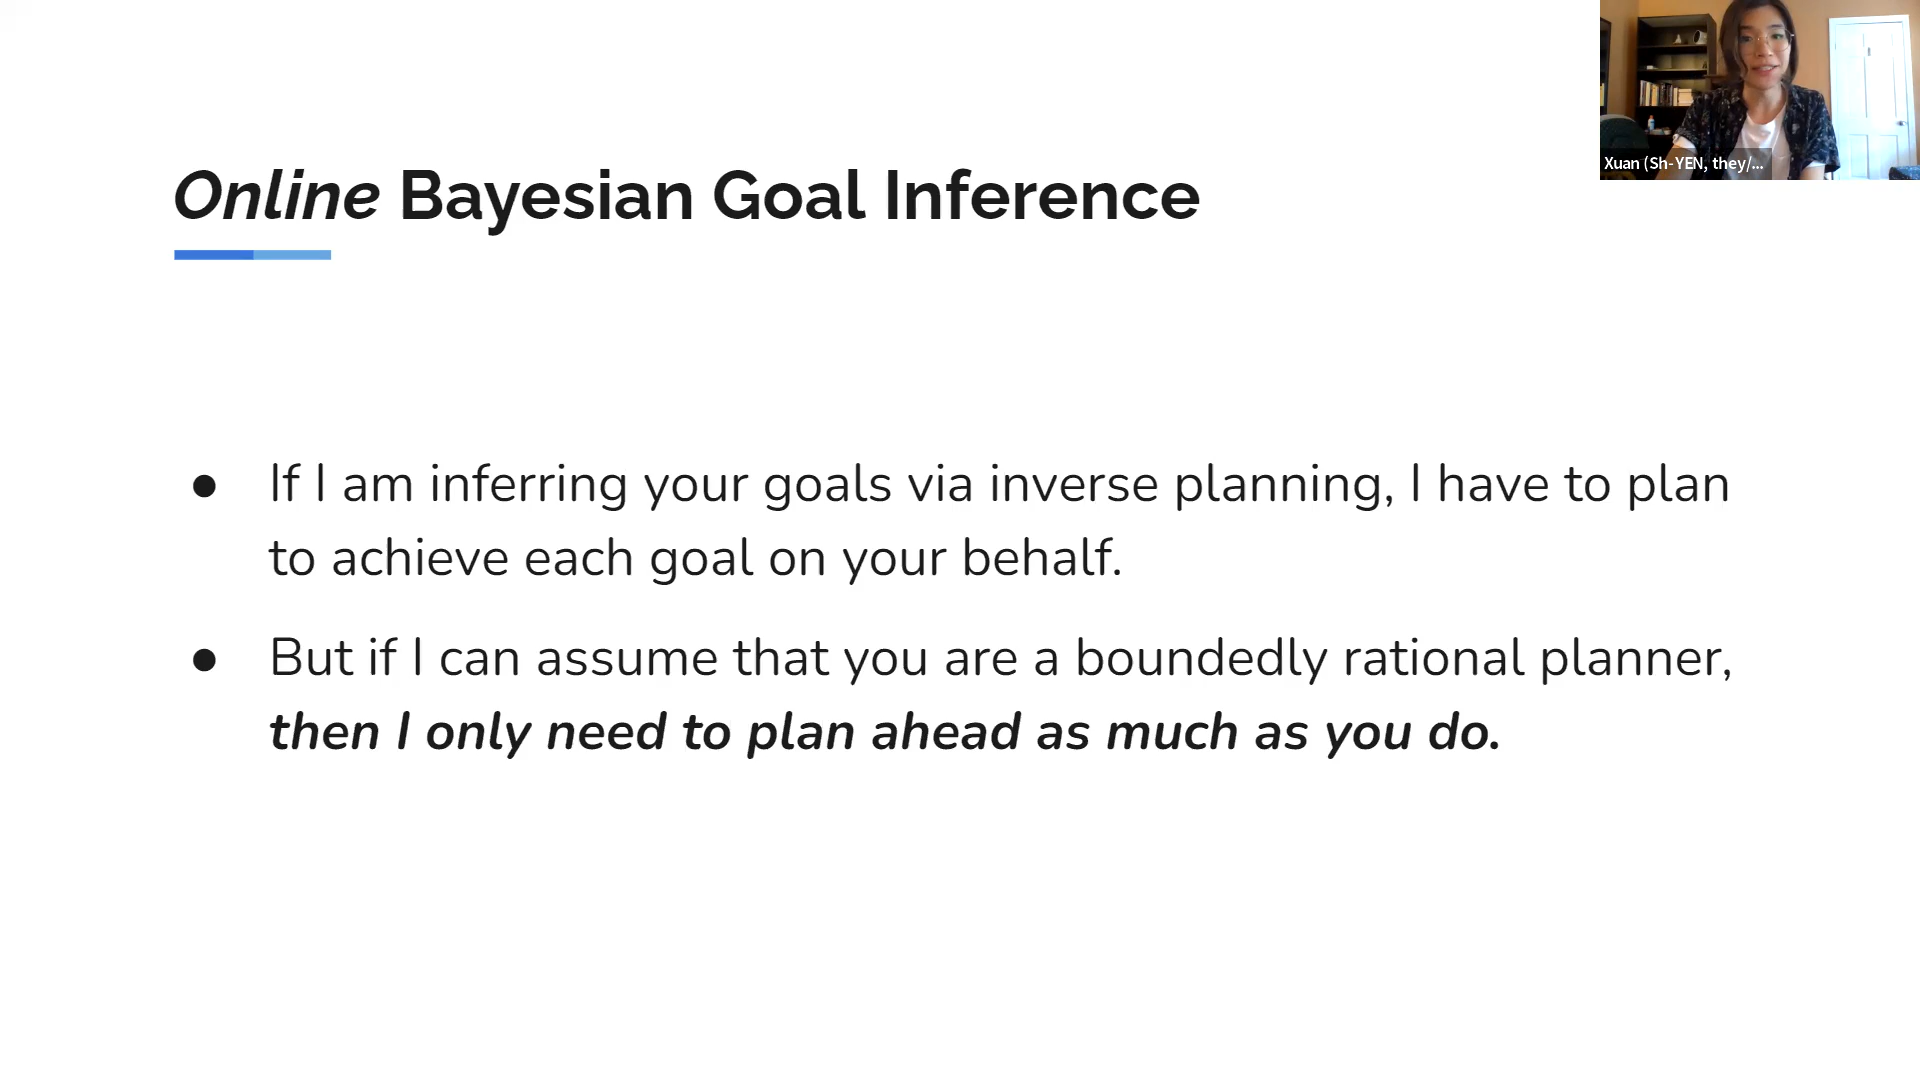 Xuan (Sh-YEN, they/...
Online Bayesian Goal Inference
● If I am inferring your goals via inverse planning, I have to plan
to achieve each goal on your behalf.
● But if I can assume that you are a boundedly rational planner,
then I only need to plan ahead as much as you do.